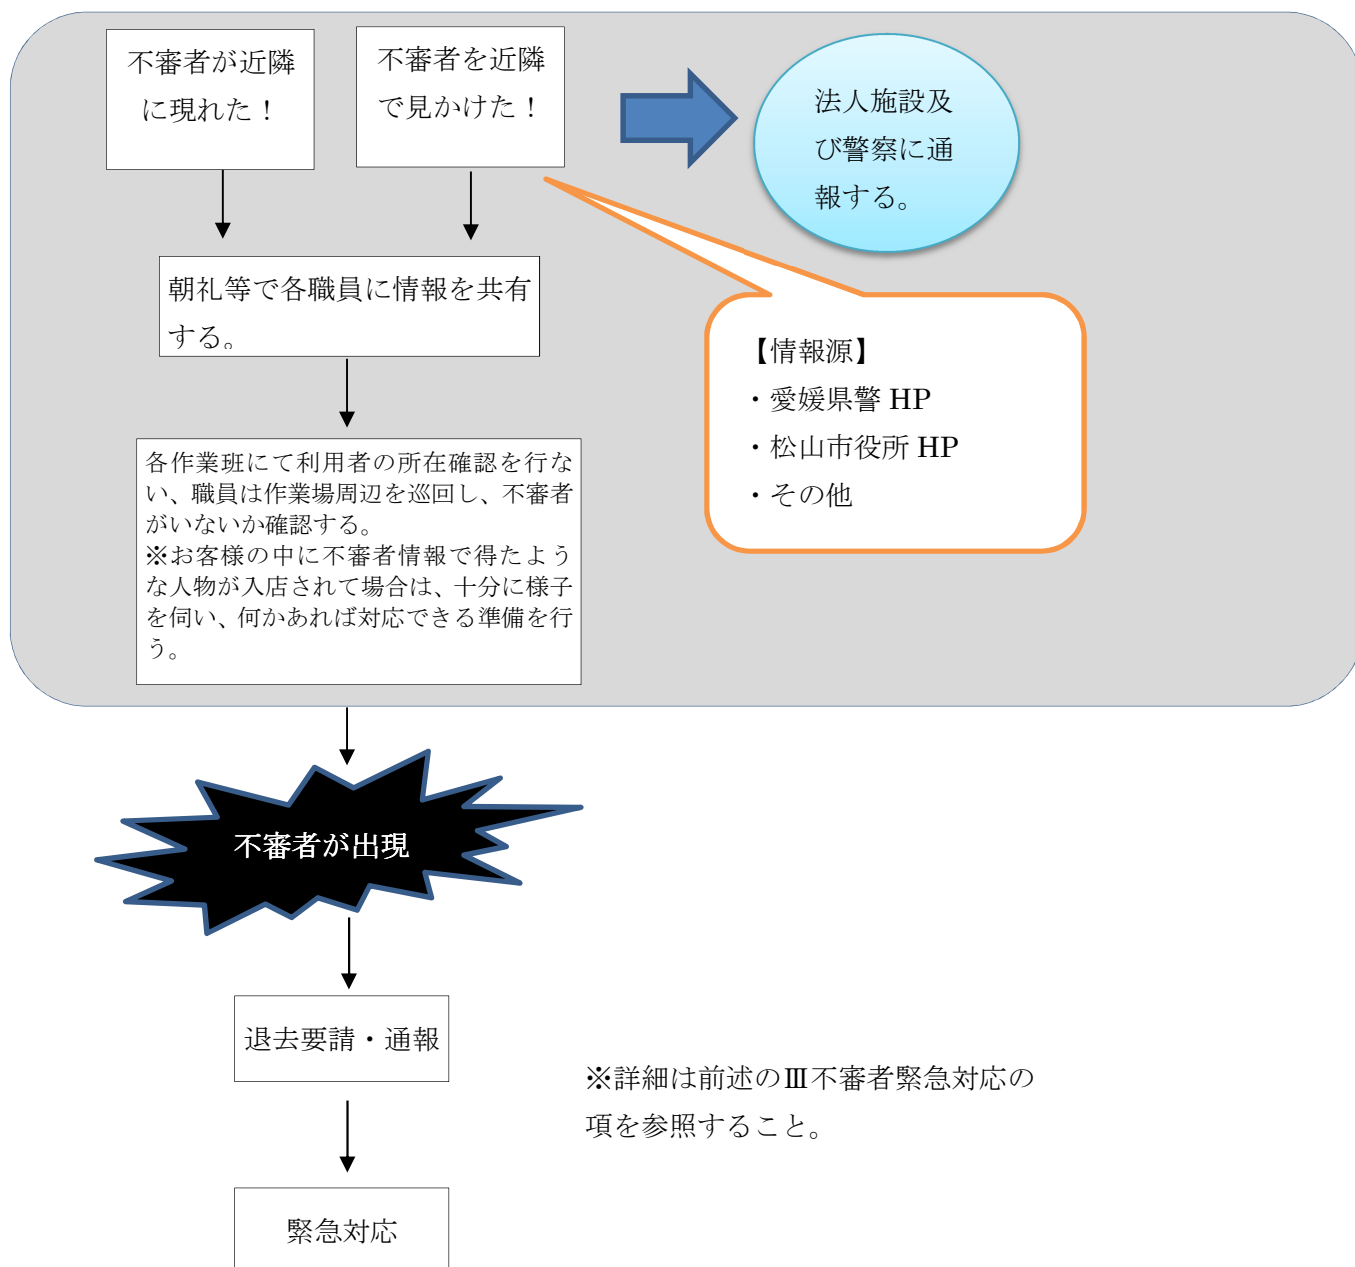 不審者が近隣
に現れた！
不審者を近隣
で見かけた！
法人施設及
び警察に通
報する。
朝礼等で各職員に情報を共有
する。
【情報源】
・愛媛県警 HP
・松山市役所 HP
・その他
各作業班にて利用者の所在確認を行な
い、職員は作業場周辺を巡回し、不審者
がいないか確認する。
※お客様の中に不審者情報で得たよう
な人物が入店されて場合は、十分に様子
を伺い、何かあれば対応できる準備を行
う。
不審者が出現
退去要請・通報
※詳細は前述のⅢ不審者緊急対応の
項を参照すること。
緊急対応